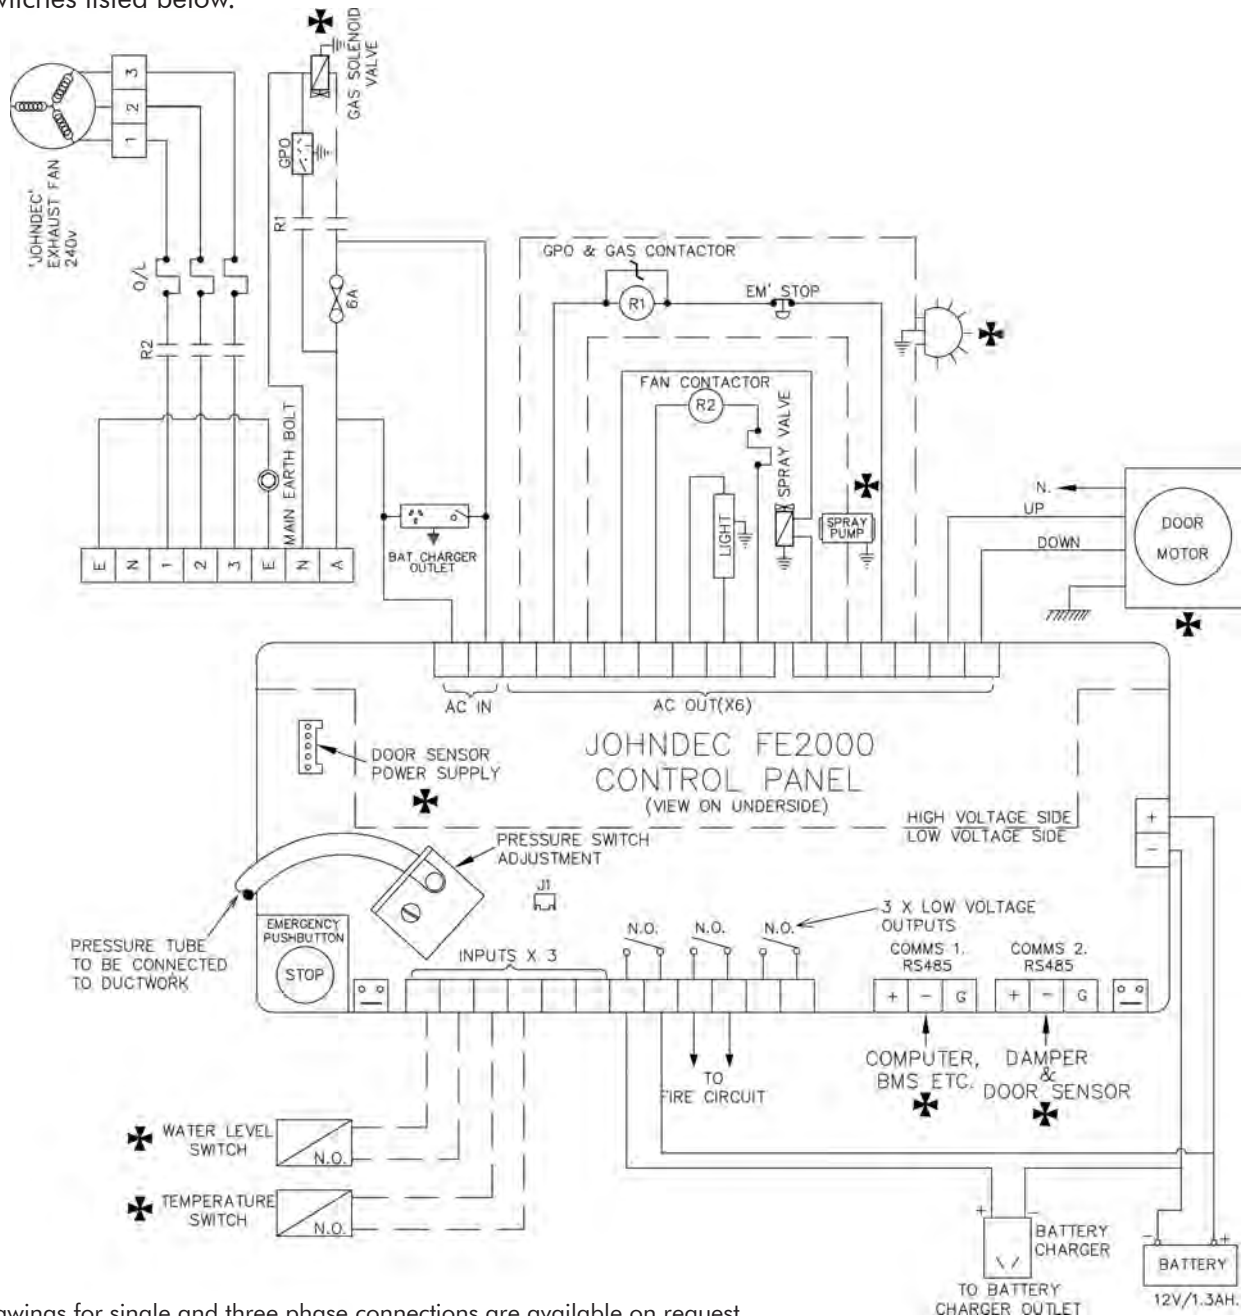 witches listed below.
GAS SOLENOID
VALVE
3
2
1
GPO
'JOHNDEC'
EXHAUST FAN
240v
O/L
R1
6A
R2
GPO & GAS CONTACTOR
R1
EM' STOP
FAN CONTACTOR
R2
SPRAY VALVE
LIGHT
SPRAY
PUMP
N.
UP
DOWN
DOOR
MOTOR
MAIN EARTH BOLT
BAT. CHARGER
OUTLET
E N 1 2 3 E N A
AC IN
AC OUT(X6)
JOHNDEC FE2000
CONTROL PANEL
(VIEW ON UNDERSIDE)
DOOR SENSOR
POWER SUPPLY
HIGH VOLTAGE SIDE
LOW VOLTAGE SIDE
+
−
PRESSURE SWITCH
ADJUSTMENT
J1
3 X LOW VOLTAGE
OUTPUTS
N.O. N.O. N.O.
EMERGENCY
PUSHBUTTON
STOP
PRESSURE TUBE
TO BE CONNECTED
TO DUCTWORK
INPUTS X 3
COMMS 1.
RS485
COMMS 2.
RS485
+ − G
+ − G
TO
FIRE CIRCUIT
COMPUTER,
BMS ETC.
DAMPER
&
DOOR SENSOR
WATER LEVEL
SWITCH
N.O.
TEMPERATURE
SWITCH
N.O.
+ −
BATTERY
CHARGER
TO BATTERY
CHARGER OUTLET
− +
BATTERY
12V/1.3AH.
awings for single and three phase connections are available on request